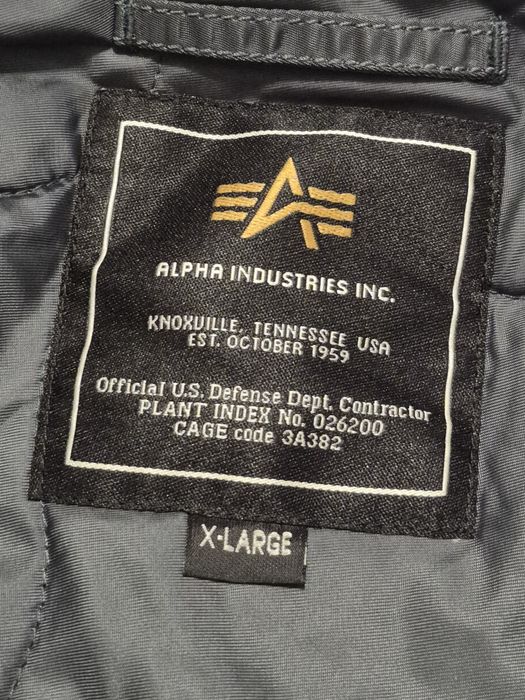 ALPHA INDUSTRIES INC.
KNOXVILLE, TENNESSEE USA
EST. OCTOBER 1959
Official U.S. Defense Dept. Contractor
PLANT INDEX No. 026200
CAGE code 3A382
X-LARGE